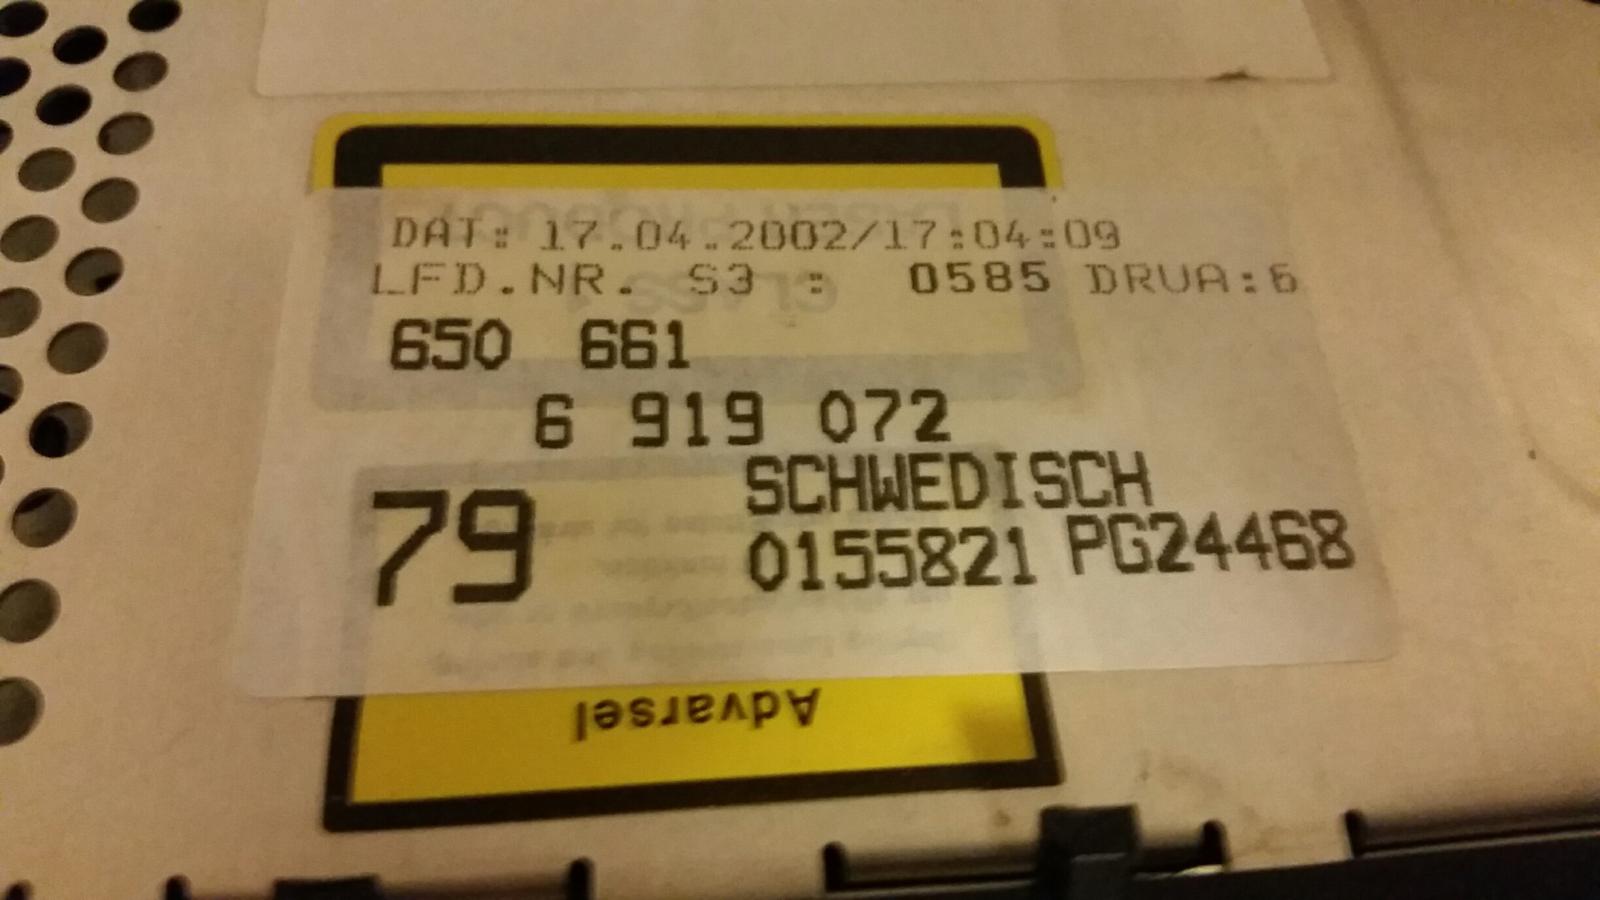 DAT: 17.04.2002/17:04:09
LFD.NR. S3 : 0585 DRUA:6
650 661
6 919 072
SCHWEDISCH
79 0155821 PG24468
Advarsel